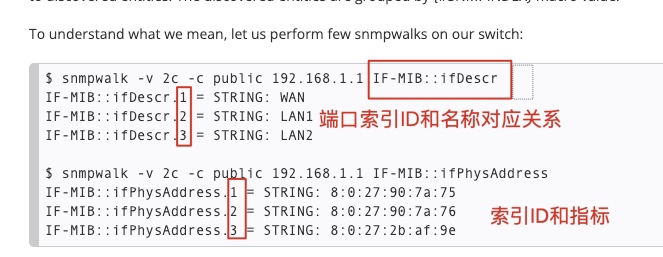 To understand what we mean, let us perform few snmpwalks on our switch:
$ snmpwalk -v 2c -c public 192.168.1.1 IF-MIB::ifDescr
IF-MIB::ifDescr.1 = STRING: WAN
IF-MIB::ifDescr.2 = STRING: LAN1
端口索引ID和名称对应关系
IF-MIB::ifDescr.3 = STRING: LAN2
$ snmpwalk -v 2c -c public 192.168.1.1 IF-MIB::ifPhysAddress
IF-MIB::ifPhysAddress.1 = STRING: 8:0:27:90:7a:75
IF-MIB::ifPhysAddress.2 = STRING: 8:0:27:90:7a:76
索引ID和指标
IF-MIB::ifPhysAddress.3 = STRING: 8:0:27:2b:af:9e